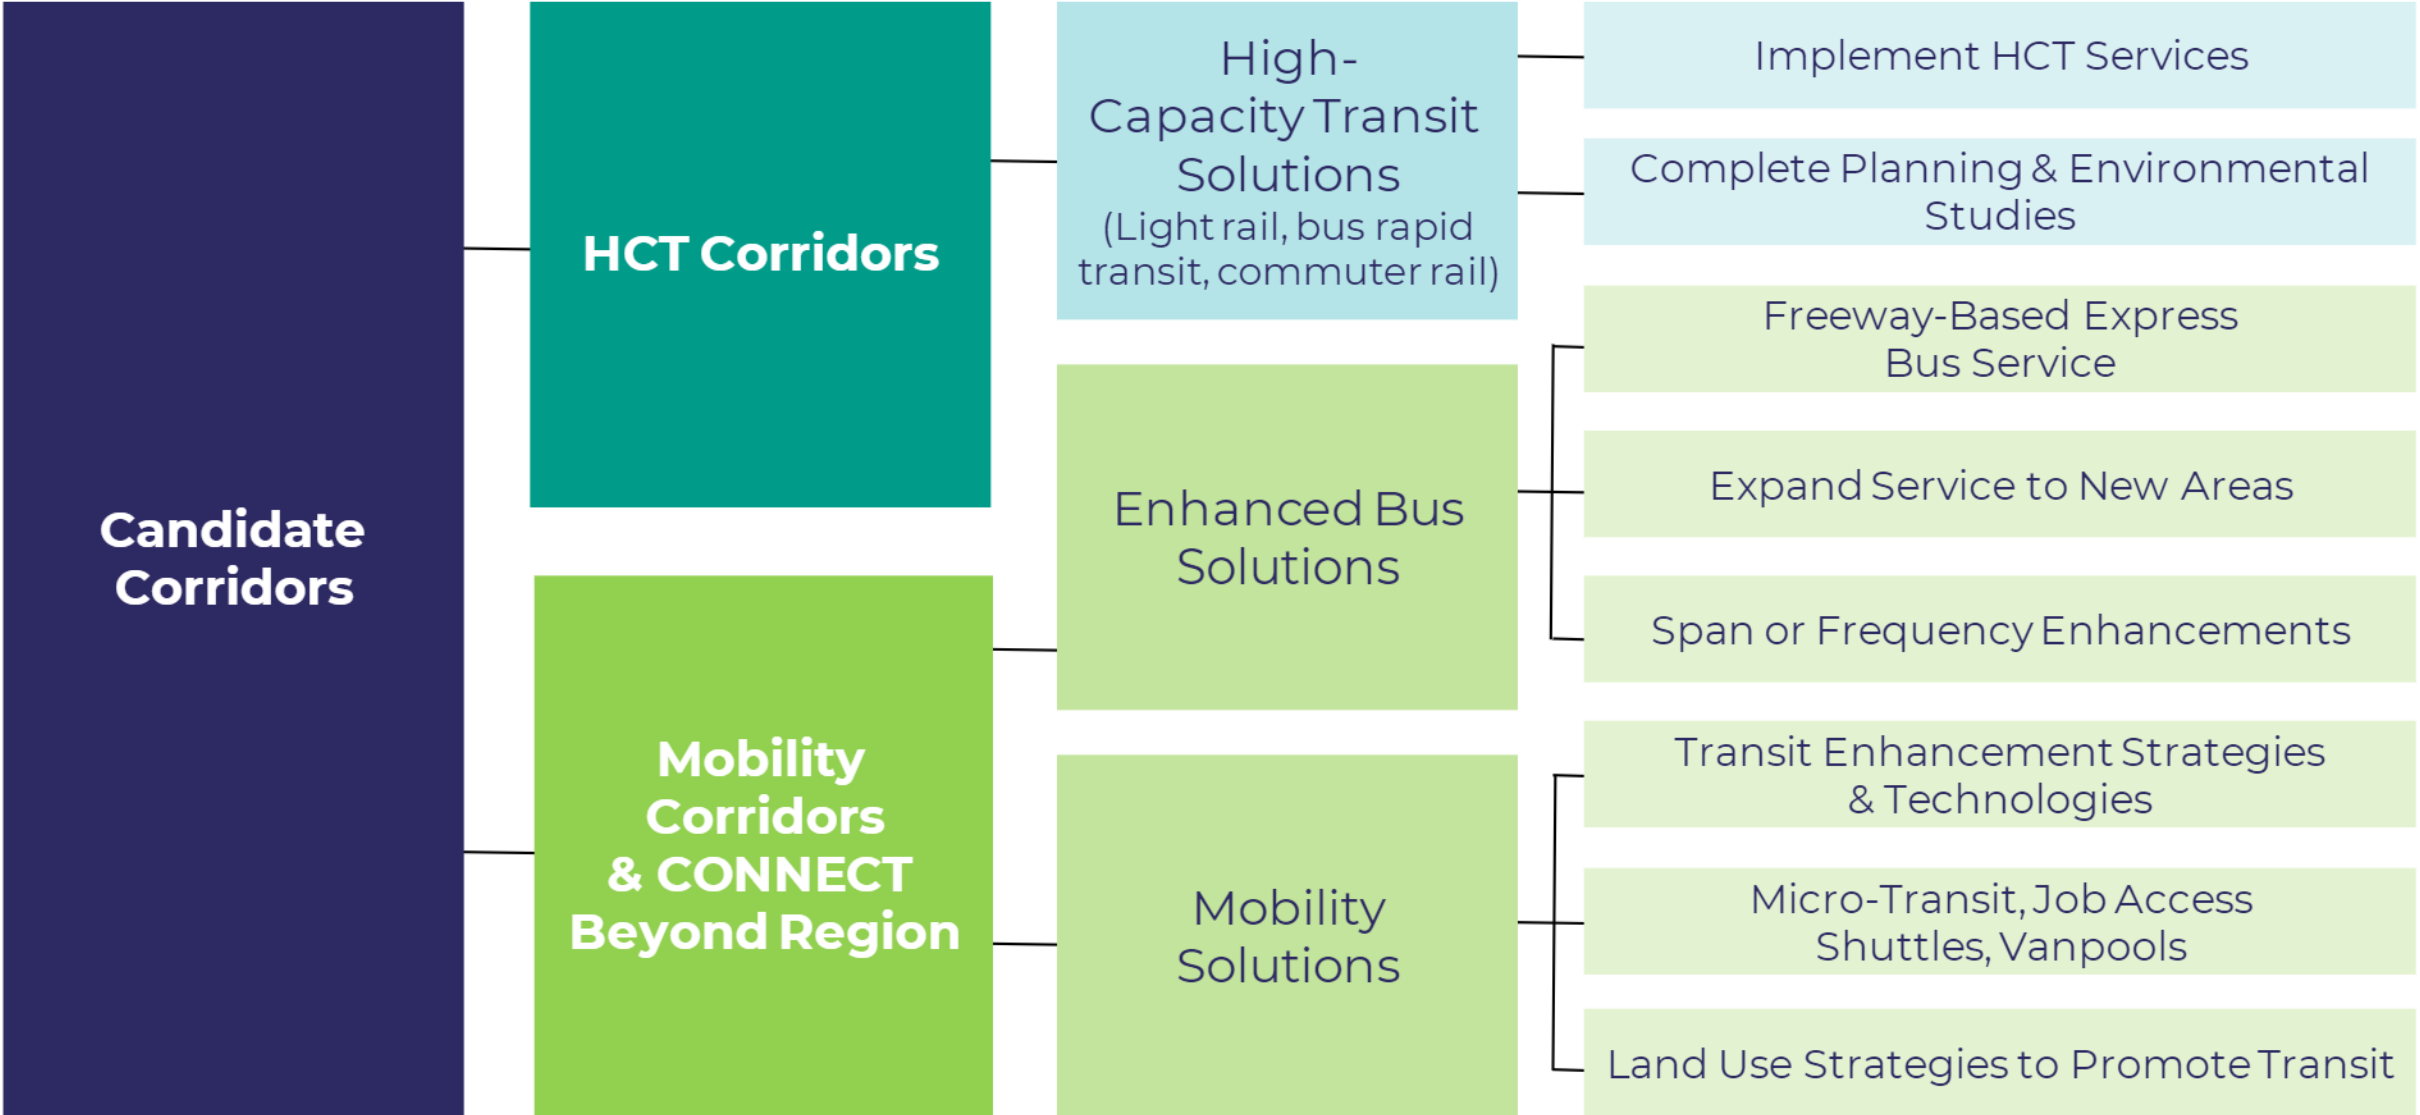 Candidate
Corridors
HCT Corridors
Mobility
Corridors
& CONNECT
Beyond Region
High-
Capacity Transit
Solutions
(Light rail, bus rapid
transit, commuter rail)
Enhanced Bus
Solutions
Mobility
Solutions
Implement HCT Services
Complete Planning & Environmental
Studies
Freeway-Based Express
Bus Service
Expand Service to New Areas
Span or Frequency Enhancements
Transit Enhancement Strategies
& Technologies
Micro-Transit, Job Access
Shuttles, Vanpools
Land Use Strategies to Promote Transit